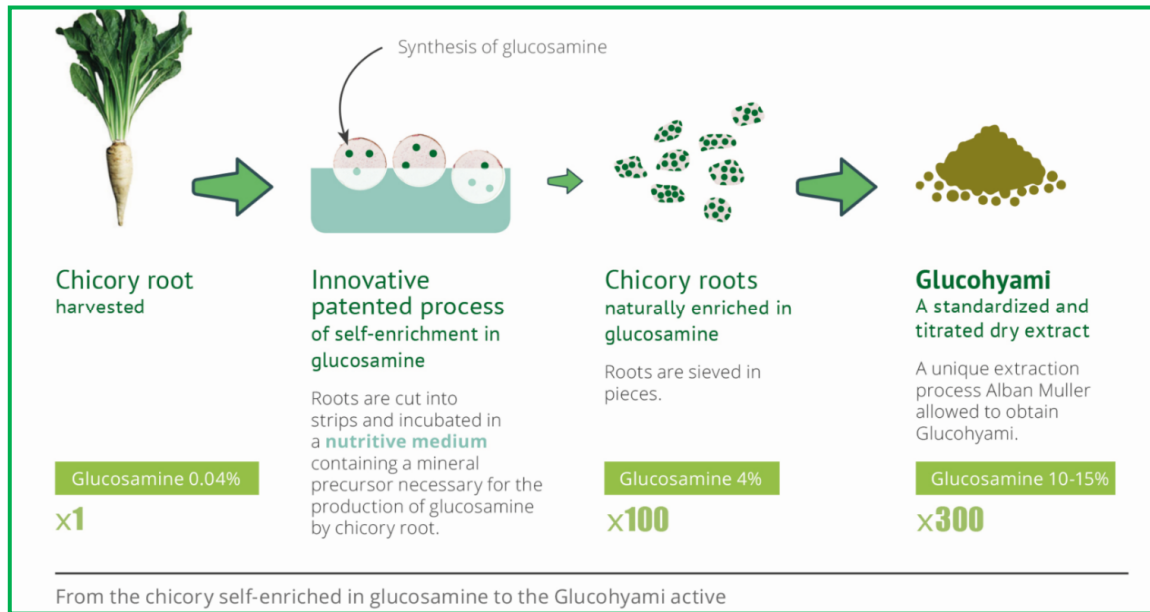 Synthesis of glucosamine
Chicory root
harvested
Glucosamine 0.04%
x1
Innovative
patented process
of self-enrichment in
glucosamine
Roots are cut into
strips and incubated in
a nutritive medium
containing a mineral
precursor necessary for the
production of glucosamine
by chicory root.
Chicory roots
naturally enriched in
glucosamine
Roots are sieved in
pieces.
Glucosamine 4%
x100
Glucohyami
A standardized and
titrated dry extract
A unique extraction
process Alban Muller
allowed to obtain
Glucohyami.
Glucosamine 10-15%
x300
From the chicory self-enriched in glucosamine to the Glucohyami active